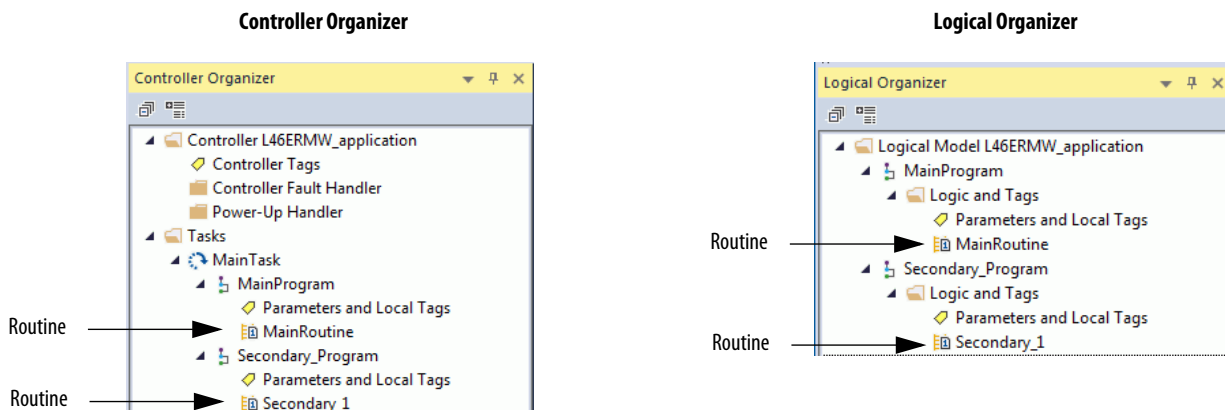 Controller Organizer
Controller Organizer
Controller L46ERMW_application
Controller Tags
Controller Fault Handler
Power-Up Handler
Tasks
MainTask
MainProgram
Parameters and Local Tags
Routine
MainRoutine
Secondary_Program
Parameters and Local Tags
Routine
Secondary 1
Logical Organizer
Logical Organizer
Logical Model L46ERMW_application
MainProgram
Logic and Tags
Parameters and Local Tags
Routine
MainRoutine
Secondary_Program
Logic and Tags
Parameters and Local Tags
Routine
Secondary_1